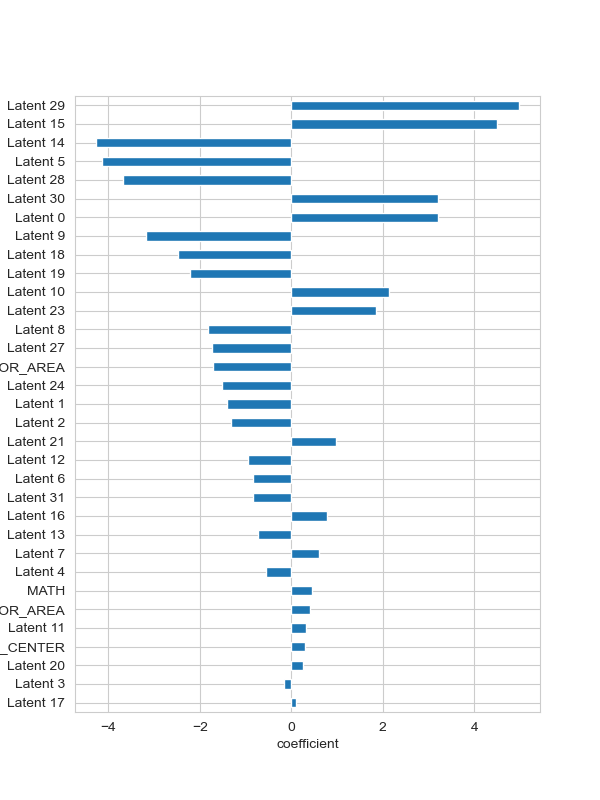 Latent 29
Latent 15
Latent 14
Latent 5
Latent 28
Latent 30
Latent 0
Latent 9
Latent 18
Latent 19
Latent 10
Latent 23
Latent 8
Latent 27
OR_AREA
Latent 24
Latent 1
Latent 2
Latent 21
Latent 12
Latent 6
Latent 31
Latent 16
Latent 13
Latent 7
Latent 4
MATH
OR_AREA
Latent 11
_CENTER
Latent 20
Latent 3
Latent 17
−4 −2 0 2 4
coefficient